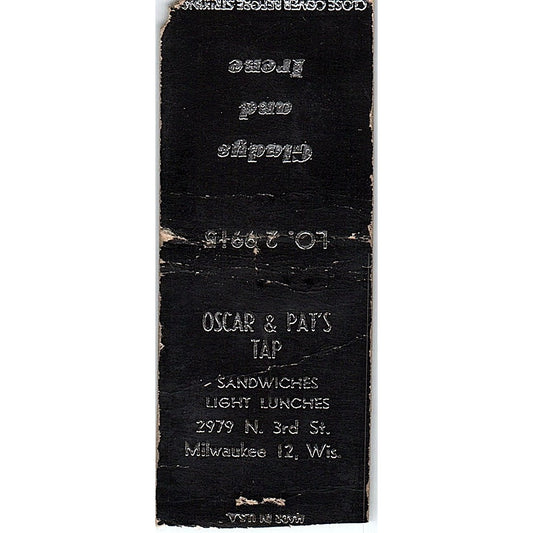 CLOSE COVER BEFORE STRIKING
Gladys
and
Irene
LO. 2
OSCAR & PAT'S
TAP
SANDWICHES
LIGHT LUNCHES
2979 N. 3rd St.
Milwaukee 12, Wis.
MADE IN U.S.A.